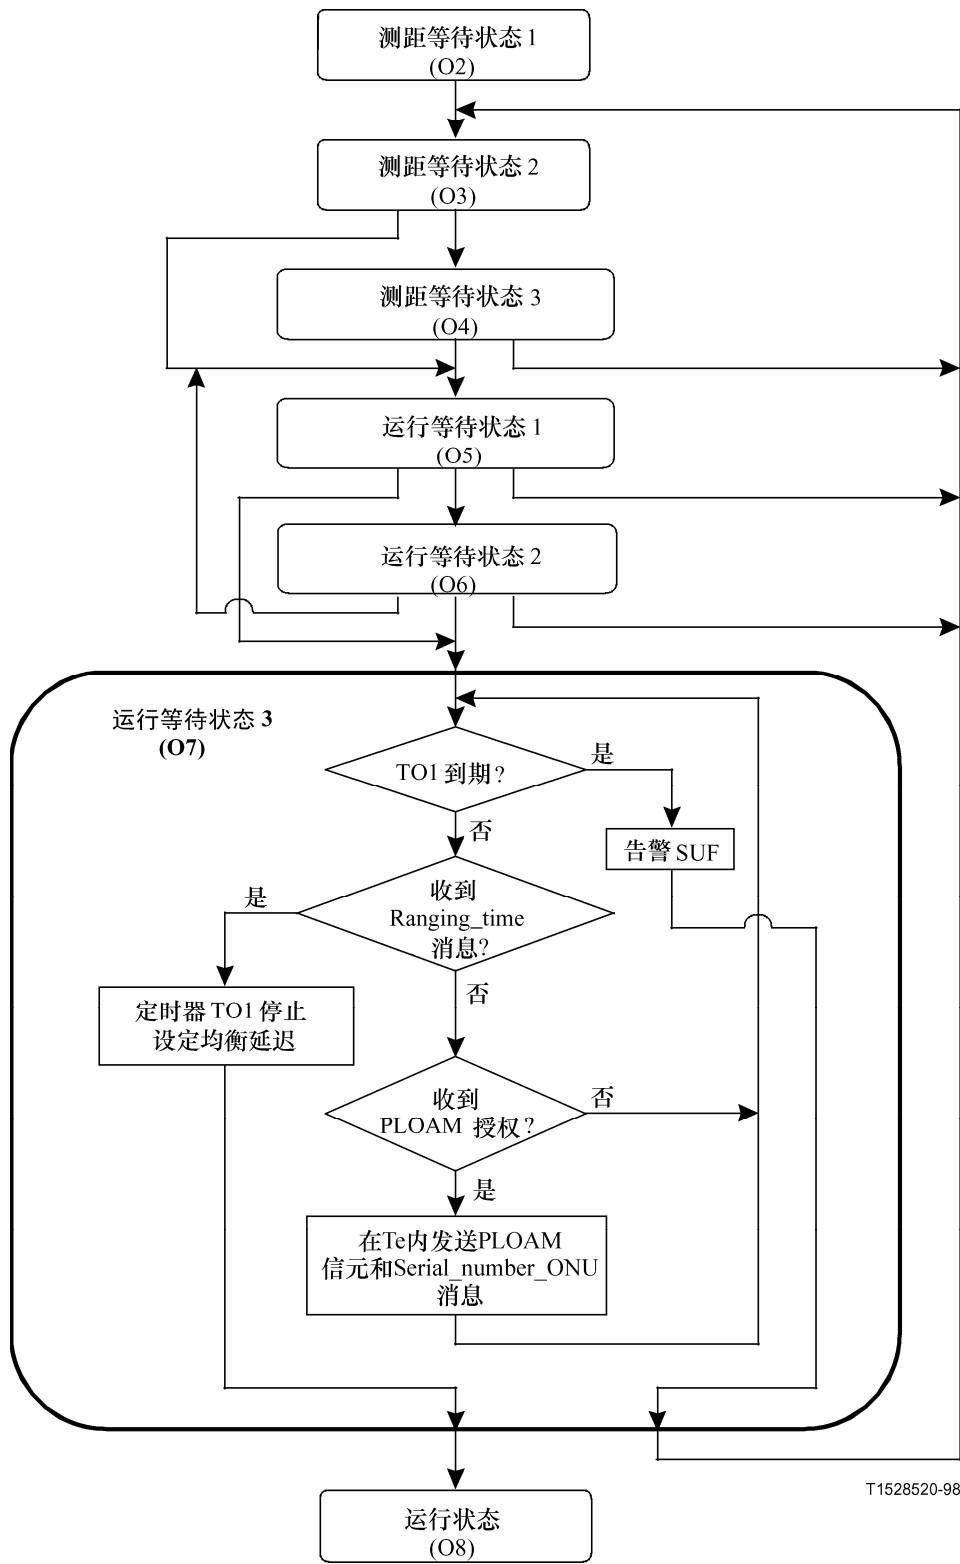 测距等待状态 1
(O2)
测距等待状态 2
(O3)
测距等待状态 3
(O4)
运行等待状态 1
(O5)
运行等待状态 2
(O6)
运行等待状态 3
(O7)
TO1 到期?
是
否
告警 SUF
收到
Ranging_time
消息?
是
否
定时器 TO1 停止
设定均衡延迟
收到
PLOAM 授权?
否
是
在Te内发送PLOAM
信元和Serial_number_ONU
消息
T1528520-98
运行状态
(O8)